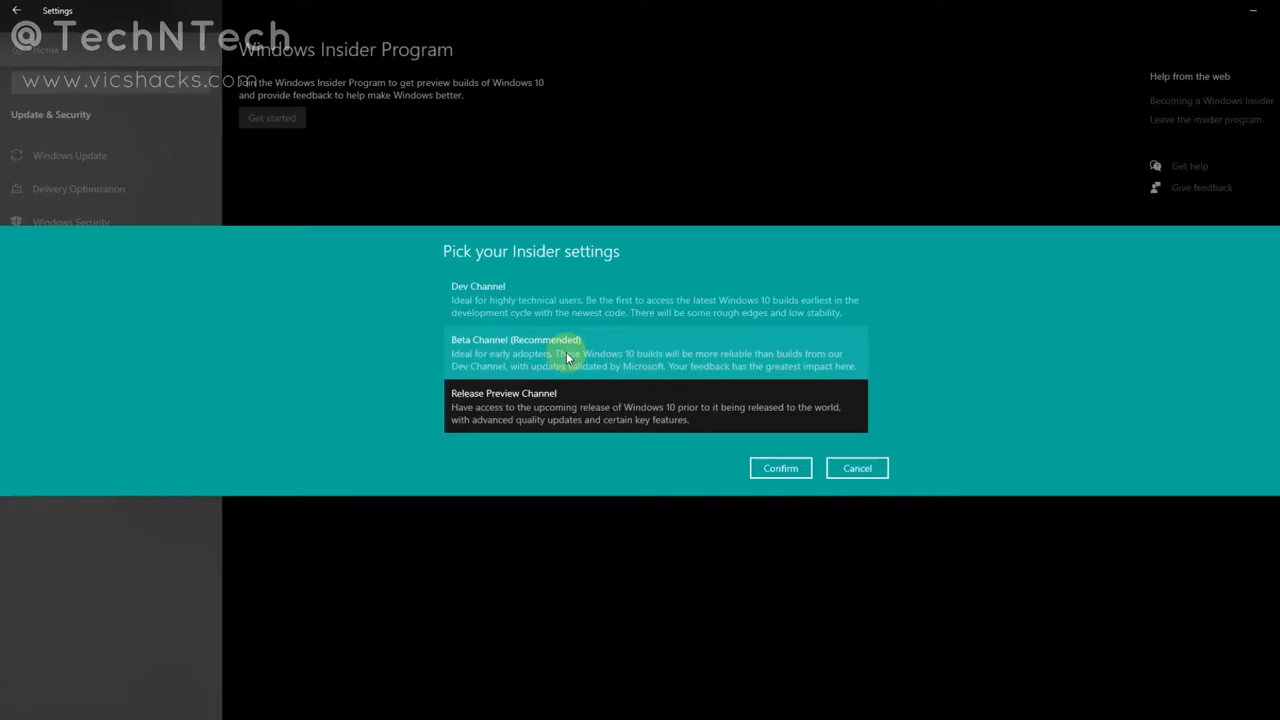 Settings
@TechNTech
Home
www.vicshacks.com
Update & Security
Windows Update
Delivery Optimization
Windows Security
Windows Insider Program
Join the Windows Insider Program to get preview builds of Windows 10
and provide feedback to help make Windows better.
Get started
Help from the web
Becoming a Windows Insider
Leave the insider program
Get help
Give feedback
Pick your Insider settings
Dev Channel
Ideal for highly technical users. Be the first to access the latest Windows 10 builds earliest in the
development cycle with the newest code. There will be some rough edges and low stability.
Beta Channel (Recommended)
Ideal for early adopters. These Windows 10 builds will be more reliable than builds from our
Dev Channel, with updates validated by Microsoft. Your feedback has the greatest impact here.
Release Preview Channel
Have access to the upcoming release of Windows 10 prior to it being released to the world,
with advanced quality updates and certain key features.
Confirm
Cancel